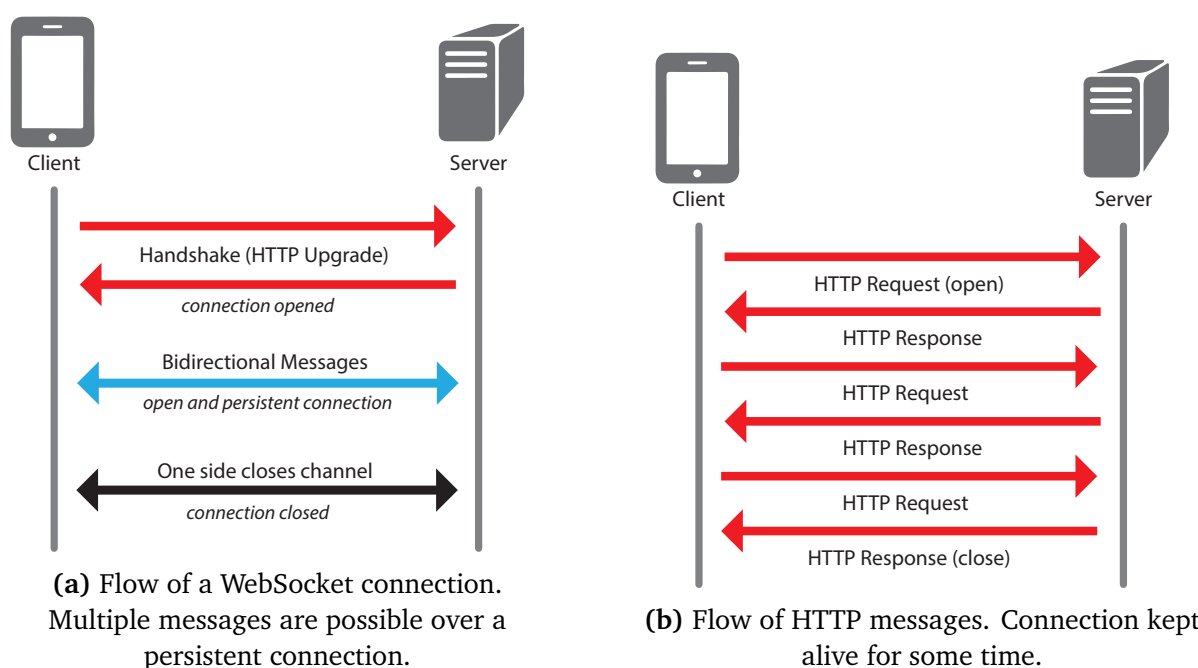 Client
Server
Handshake (HTTP Upgrade)
connection opened
Bidirectional Messages
open and persistent connection
One side closes channel
connection closed
(a) Flow of a WebSocket connection.
Multiple messages are possible over a
persistent connection.
Client
Server
HTTP Request (open)
HTTP Response
HTTP Request
HTTP Response
HTTP Request
HTTP Response (close)
(b) Flow of HTTP messages. Connection kept
alive for some time.